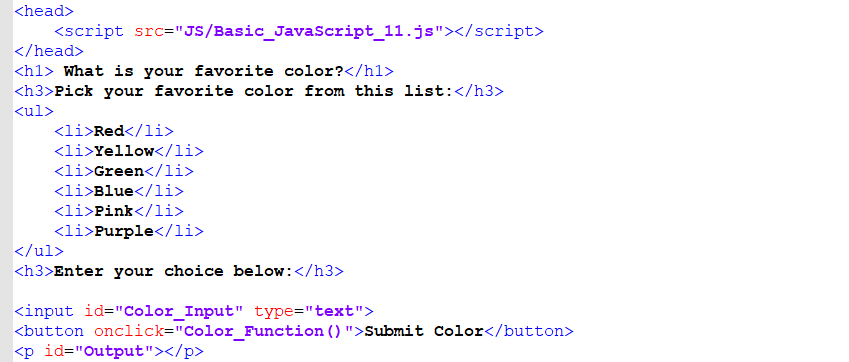 <head>
    <script src="JS/Basic_JavaScript_11.js"></script>
</head>
<h1> What is your favorite color?</h1>
<h3>Pick your favorite color from this list:</h3>
<ul>
    <li>Red</li>
    <li>Yellow</li>
    <li>Green</li>
    <li>Blue</li>
    <li>Pink</li>
    <li>Purple</li>
</ul>
<h3>Enter your choice below:</h3>

<input id="Color_Input" type="text">
<button onclick="Color_Function()">Submit Color</button>
<p id="Output"></p>